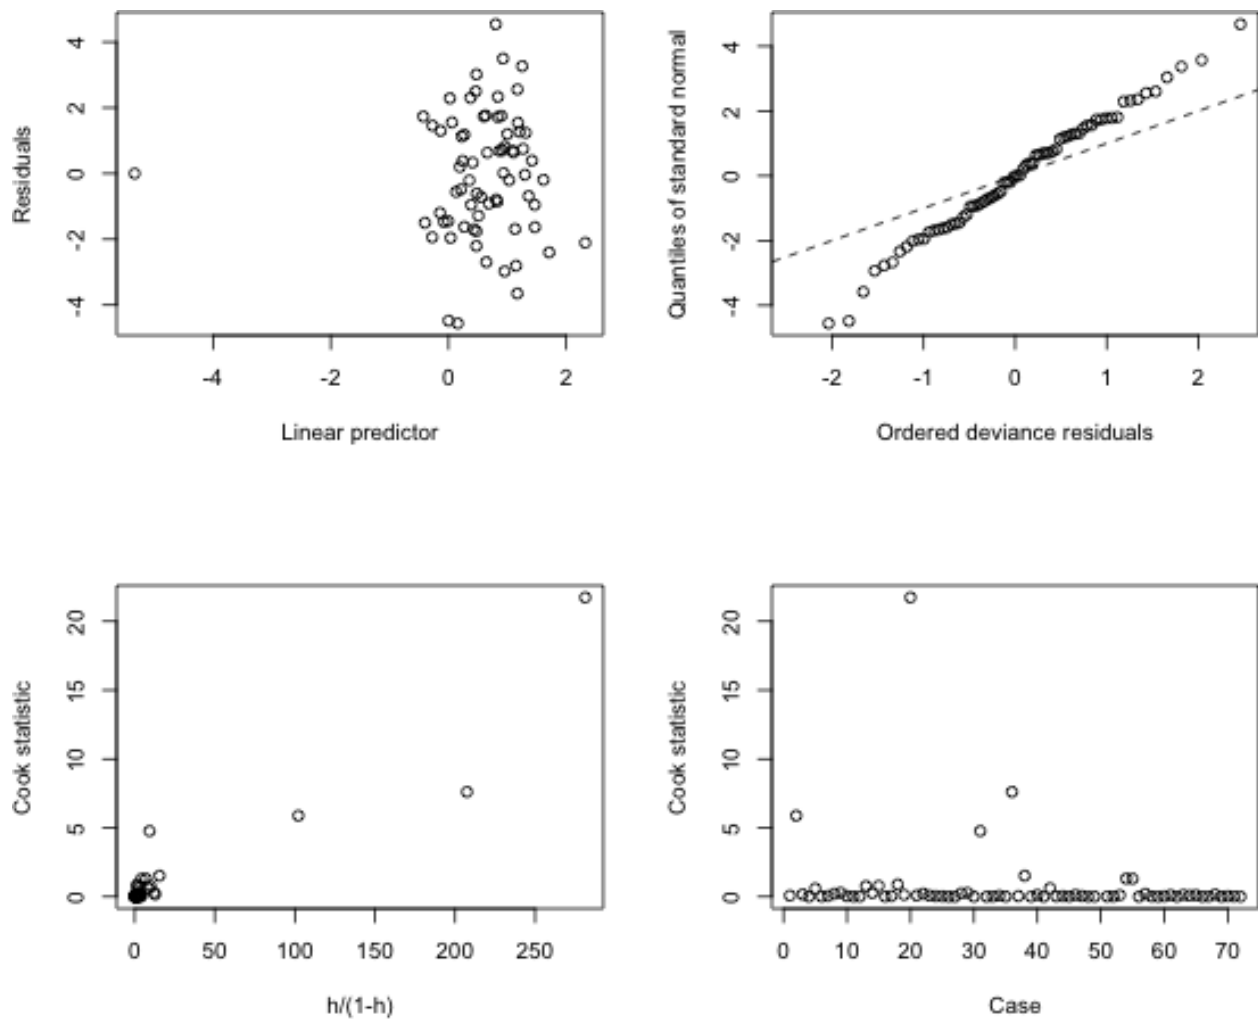 Residuals
4
2
0
-2
-4
-4 -2 0 2
Linear predictor
Quantiles of standard normal
4
2
0
-2
-4
-2 -1 0 1 2
Ordered deviance residuals
Cook statistic
20
15
10
5
0
0 50 100 150 200 250
h/(1-h)
Cook statistic
20
15
10
5
0
0 10 20 30 40 50 60 70
Case